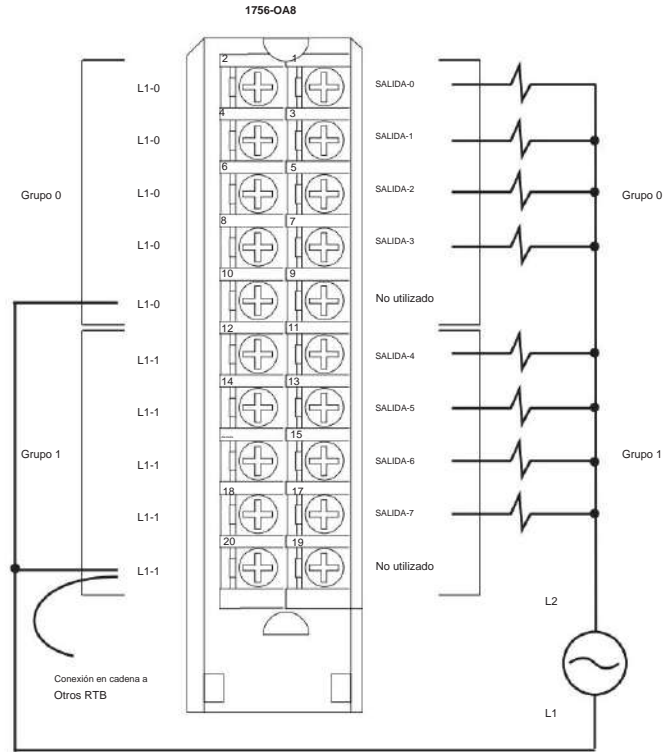 1756-OA8
2 1
L1-0 SALIDA-0
4 3
L1-0 SALIDA-1
6 5
Grupo 0 L1-0 SALIDA-2 Grupo 0
8 7
L1-0 SALIDA-3
10 9
L1-0 No utilizado
12 11
L1-1 SALIDA-4
14 13
L1-1 SALIDA-5
15
Grupo 1 L1-1 SALIDA-6 Grupo 1
18 17
L1-1 SALIDA-7
20 19
L1-1 No utilizado
L2
Conexión en cadena a
Otros RTB
L1